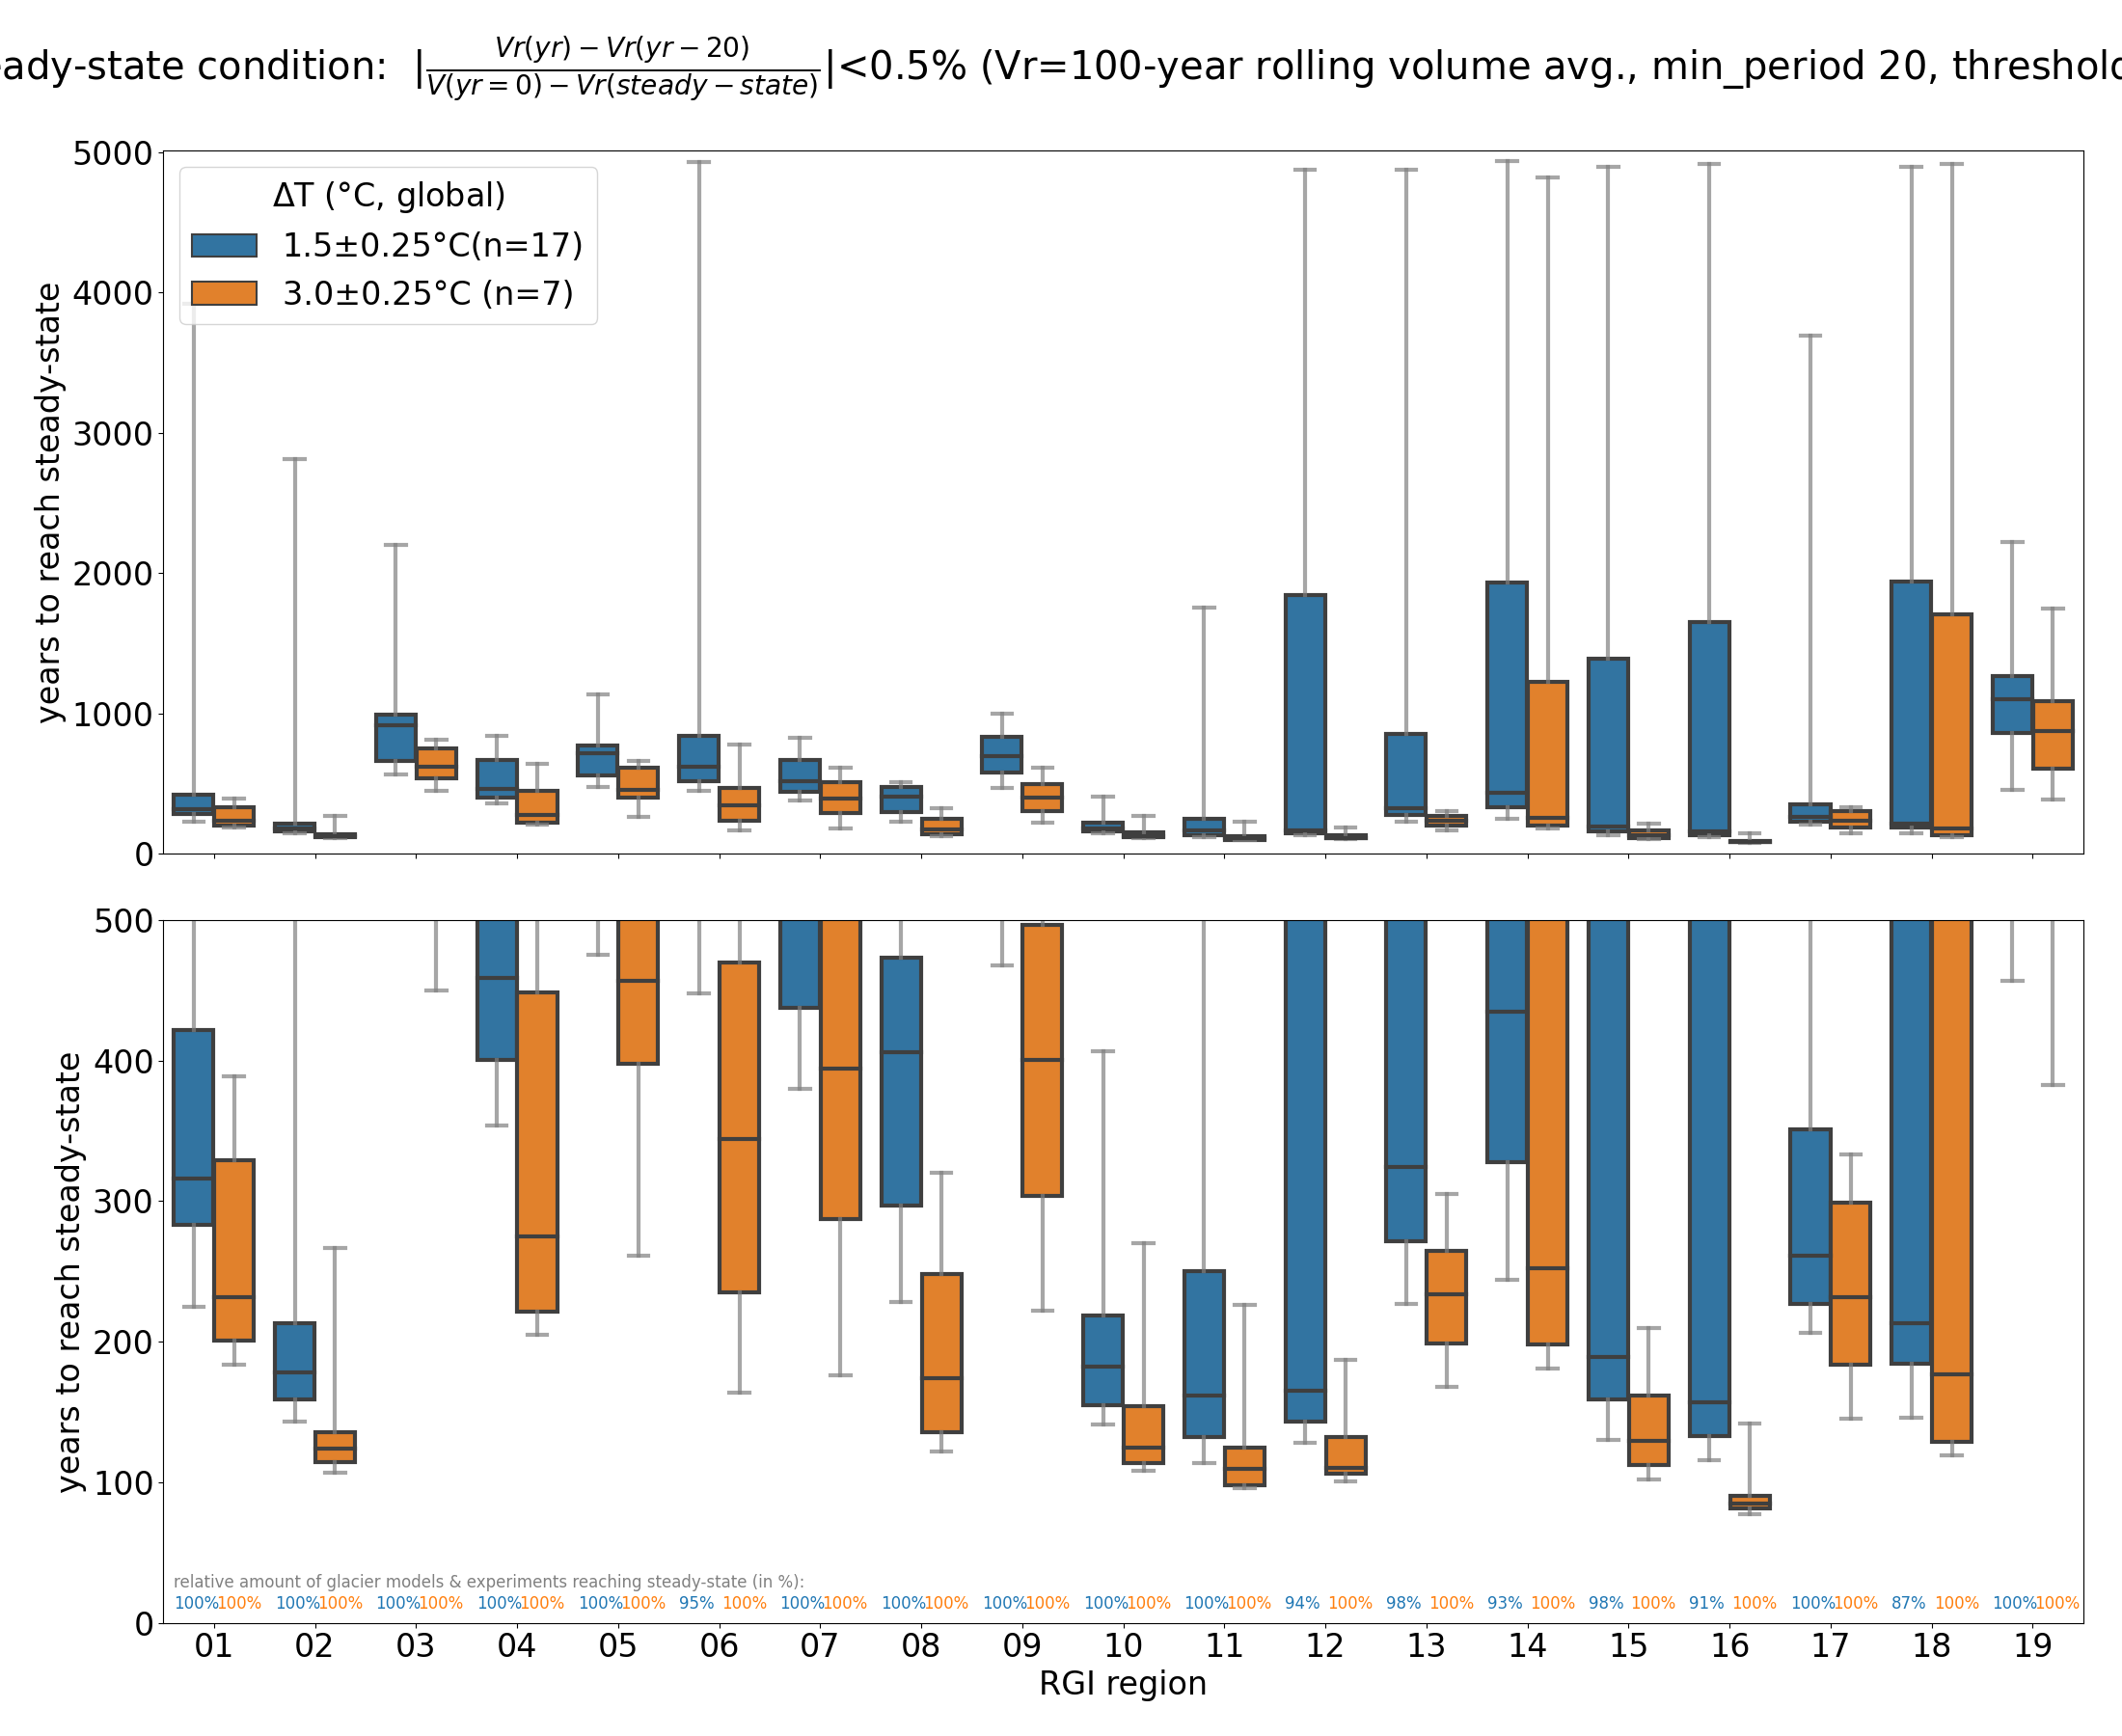 ady-state condition: |Vr(yr) − Vr(yr − 20) / V(yr = 0) − Vr(steady − state)|<0.5% (Vr=100-year rolling volume avg., min_period 20, threshold
5000
4000
3000
2000
1000
0
years to reach steady-state
ΔT (°C, global)
1.5±0.25°C(n=17)
3.0±0.25°C (n=7)
500
400
300
200
100
0
years to reach steady-state
relative amount of glacier models & experiments reaching steady-state (in %):
100% 100% 100% 100% 100% 100% 100% 100% 100% 100% 95% 100% 100% 100% 100% 100% 100% 100% 100% 100% 100% 100% 94% 100% 98% 100% 93% 100% 98% 100% 91% 100% 100% 100% 87% 100% 100% 100%
01 02 03 04 05 06 07 08 09 10 11 12 13 14 15 16 17 18 19
RGI region